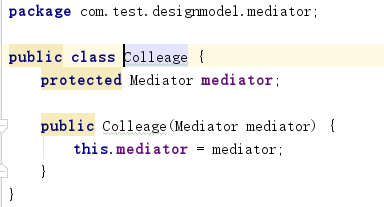 package com.test.designmodel.mediator;
public class Colleage {
protected Mediator mediator;
public Colleage(Mediator mediator) {
this.mediator = mediator;
}
}